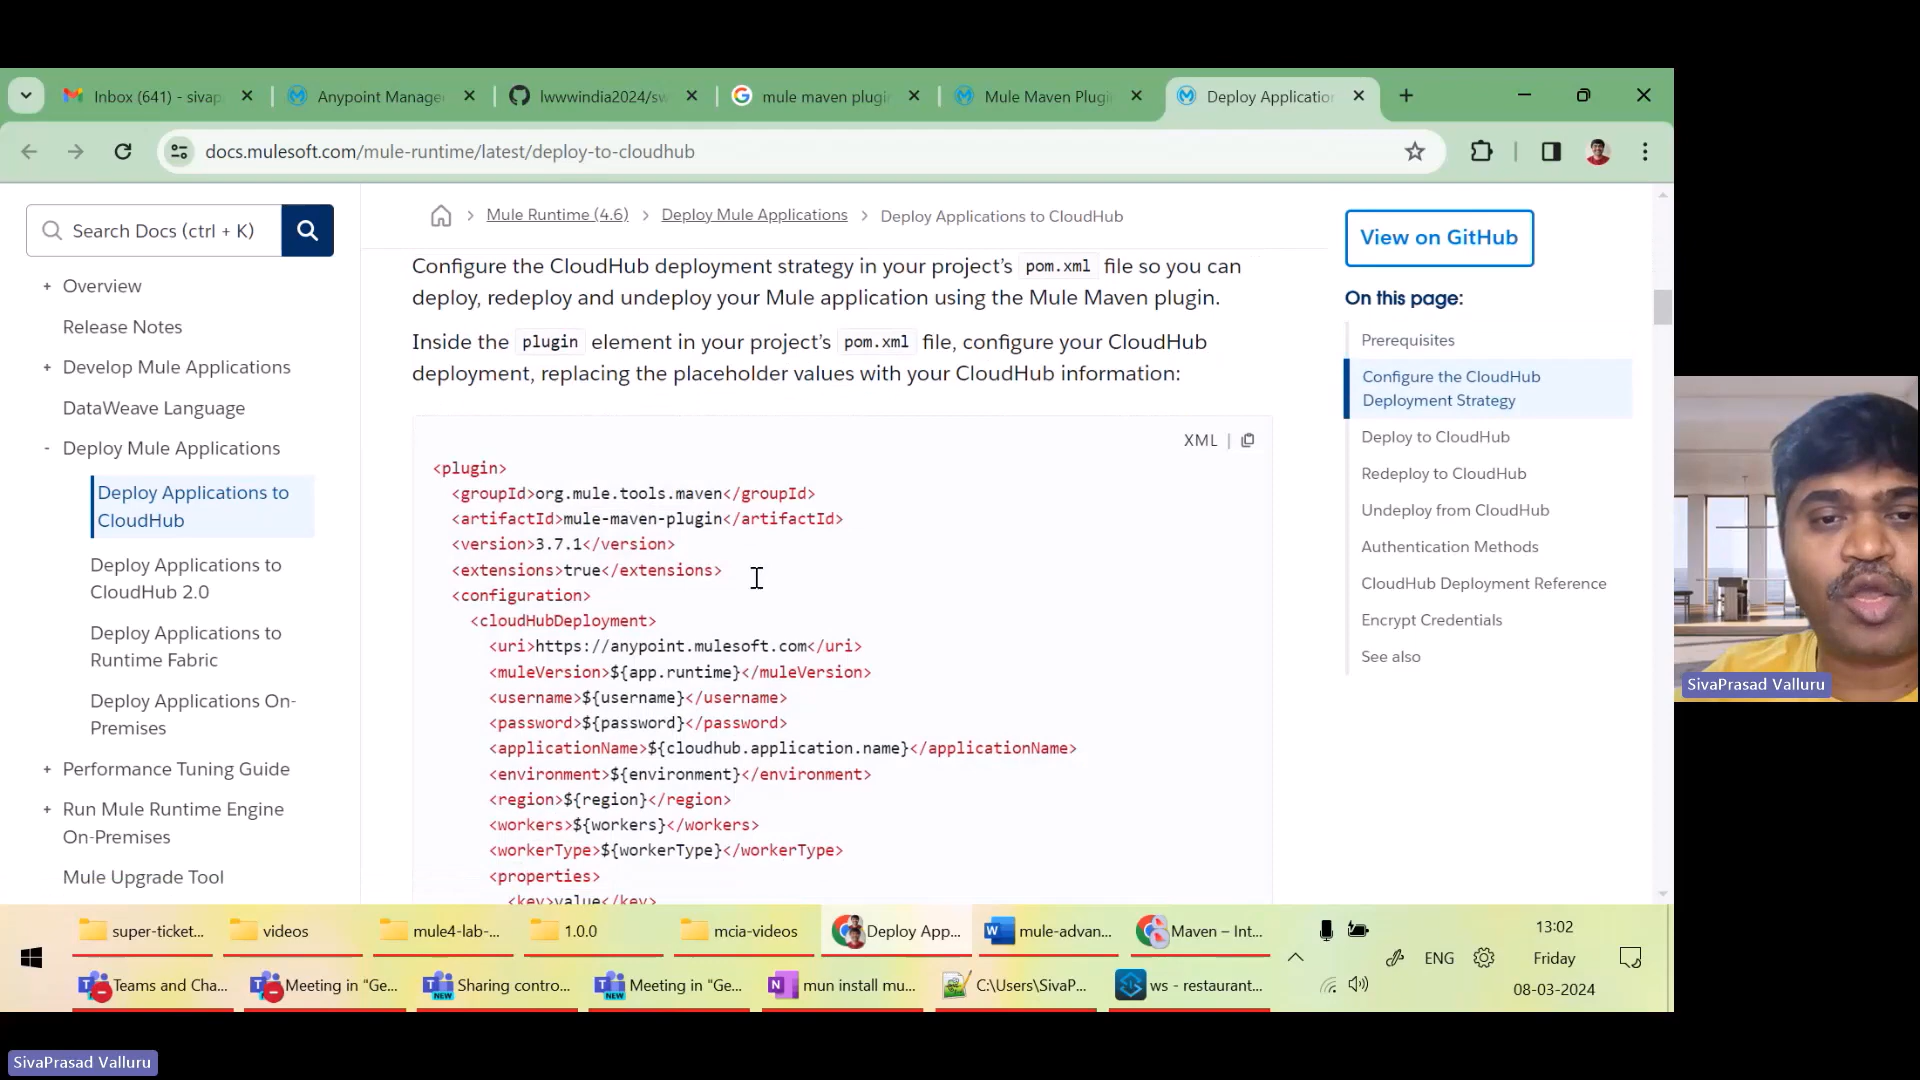 Inbox (641) - sivap
Anypoint Manage
lwwwindia2024/sw
mule maven plugi
Mule Maven Plugi
Deploy Applicatio
docs.mulesoft.com/mule-runtime/latest/deploy-to-cloudhub
Search Docs (ctrl + K)
Overview
Release Notes
Develop Mule Applications
DataWeave Language
Deploy Mule Applications
Deploy Applications to
CloudHub
Deploy Applications to
CloudHub 2.0
Deploy Applications to
Runtime Fabric
Deploy Applications On-
Premises
Performance Tuning Guide
Run Mule Runtime Engine
On-Premises
Mule Upgrade Tool
Mule Runtime (4.6) > Deploy Mule Applications > Deploy Applications to CloudHub
Configure the CloudHub deployment strategy in your project's pom.xml file so you can
deploy, redeploy and undeploy your Mule application using the Mule Maven plugin.
Inside the plugin element in your project's pom.xml file, configure your CloudHub
deployment, replacing the placeholder values with your CloudHub information:
XML
<plugin>
<groupId>org.mule.tools.maven</groupId>
<artifactId>mule-maven-plugin</artifactId>
<version>3.7.1</version>
<extensions>true</extensions>
<configuration>
<cloudHubDeployment>
<uri>https://anypoint.mulesoft.com</uri>
<muleVersion>${app.runtime}</muleVersion>
<username>${username}</username>
<password>${password}</password>
<applicationName>${cloudhub.application.name}</applicationName>
<environment>${environment}</environment>
<region>${region}</region>
<workers>${workers}</workers>
<workerType>${workerType}</workerType>
<properties>
<key>value</key>
View on GitHub
On this page:
Prerequisites
Configure the CloudHub
Deployment Strategy
Deploy to CloudHub
Redeploy to CloudHub
Undeploy from CloudHub
Authentication Methods
CloudHub Deployment Reference
Encrypt Credentials
See also
SivaPrasad Valluru
super-ticket...
videos
mule4-lab-...
1.0.0
mcia-videos
Deploy App...
mule-advan...
Maven – Int...
Teams and Cha...
Meeting in "Ge...
Sharing contro...
Meeting in "Ge...
mun install mu...
C:\Users\SivaP...
ws - restaurant...
ENG
13:02
Friday
08-03-2024
SivaPrasad Valluru